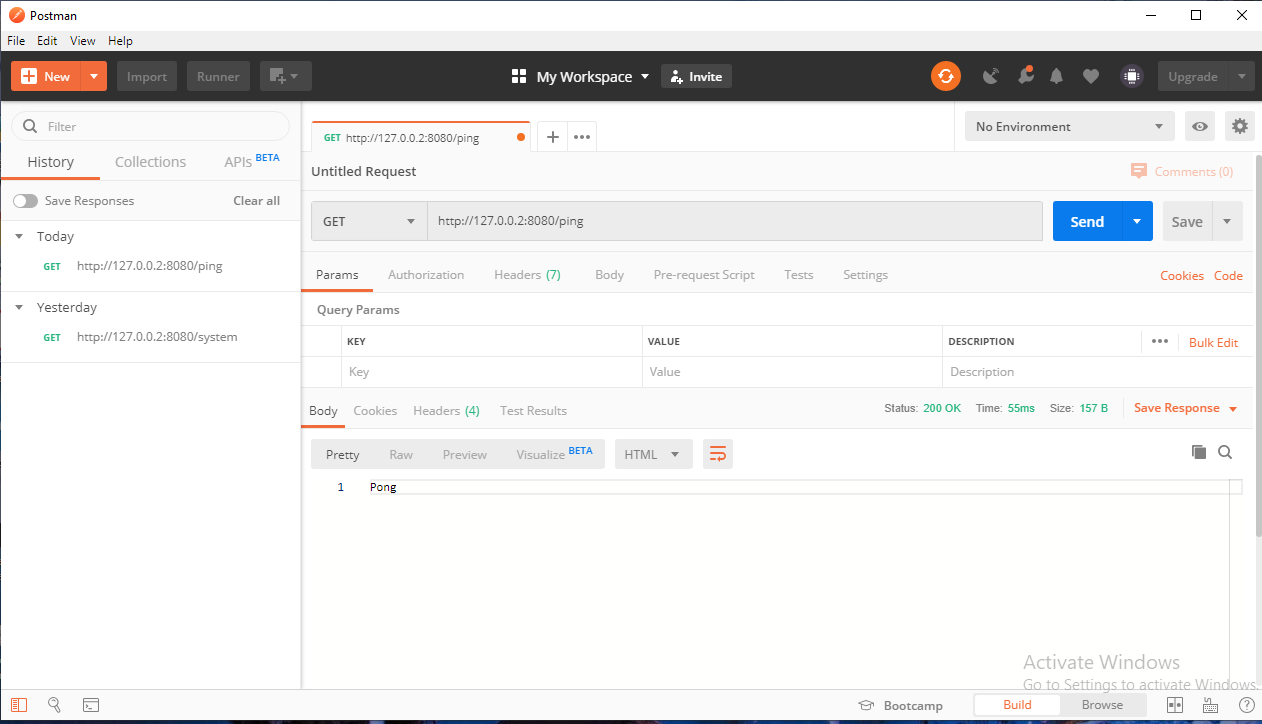 Postman
File Edit View Help
New Import Runner My Workspace Invite Upgrade
Filter
History Collections APIs BETA
Save Responses Clear all
Today
GET http://127.0.0.2:8080/ping
Yesterday
GET http://127.0.0.2:8080/system
GET http://127.0.0.2:8080/ping
No Environment
Untitled Request Comments (0)
GET http://127.0.0.2:8080/ping Send Save
Params Authorization Headers (7) Body Pre-request Script Tests Settings Cookies Code
Query Params
KEY VALUE DESCRIPTION Bulk Edit
Key Value Description
Body Cookies Headers (4) Test Results Status: 200 OK Time: 55ms Size: 157 B Save Response
Pretty Raw Preview Visualize BETA HTML
1 Pong
Activate Windows
Go to Settings to activate Windows.
Bootcamp Build Browse